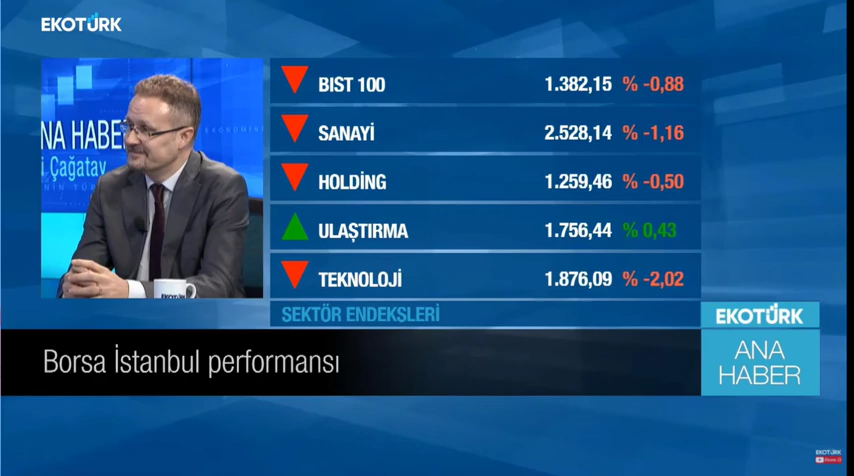 EKOTÜRK
NA HABER
i Çağatay
BIST 100 1.382,15 % -0,88
SANAYİ 2.528,14 % -1,16
HOLDİNG 1.259,46 % -0,50
ULAŞTIRMA 1.756,44 % 0,43
TEKNOLOJİ 1.876,09 % -2,02
SEKTÖR ENDEKSLERİ
EKOTÜRK
Borsa İstanbul performansı
ANA
HABER
EKOTÜRK